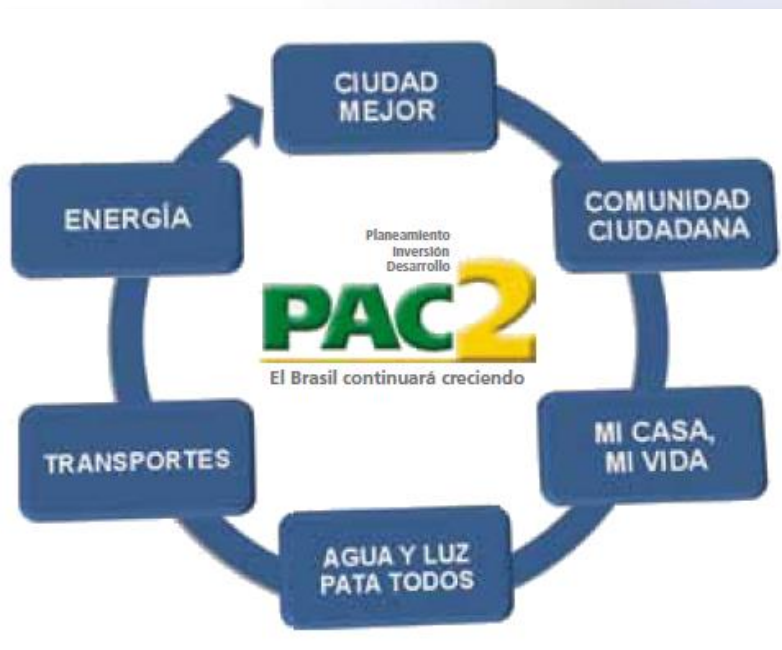 CIUDAD
MEJOR
COMUNIDAD
CIUDADANA
MI CASA,
MI VIDA
AGUA Y LUZ
PATA TODOS
TRANSPORTES
ENERGÍA
Planeamiento
Inversión
Desarrollo
PAC2
El Brasil continuará creciendo